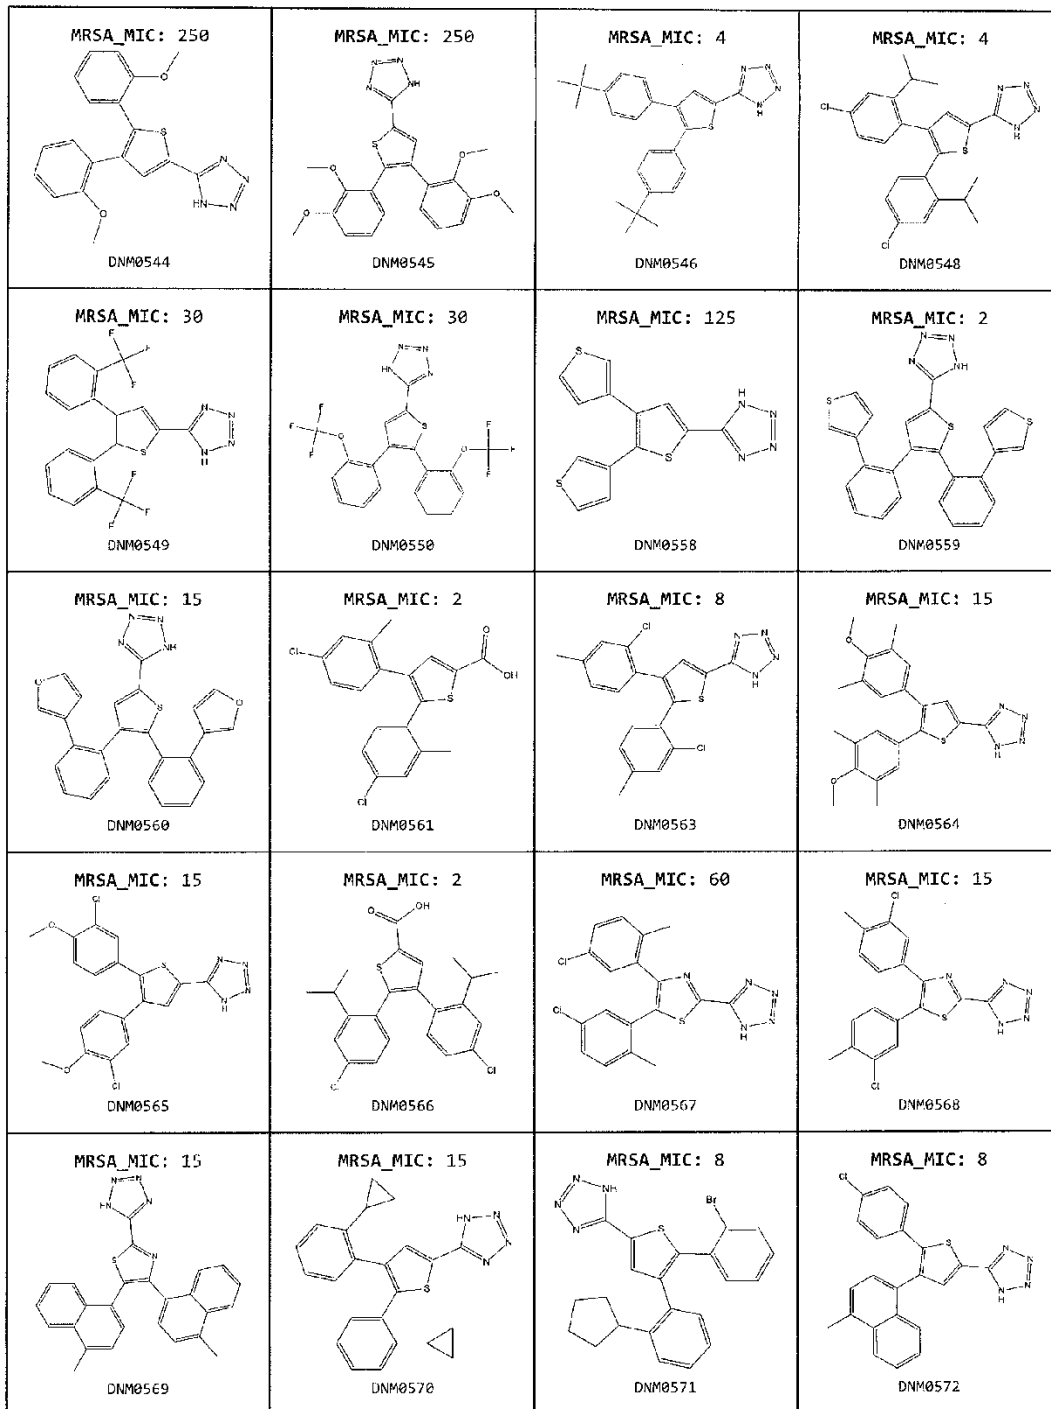 MRSA_MIC: 250
MRSA_MIC: 250
MRSA_MIC: 4
MRSA_MIC: 4
DNM0544
DNM0545
DNM0546
DNM0548
MRSA_MIC: 30
MRSA_MIC: 30
MRSA_MIC: 125
MRSA_MIC: 2
DNM0549
DNM0550
DNM0558
DNM0559
MRSA_MIC: 15
MRSA_MIC: 2
MRSA_MIC: 8
MRSA_MIC: 15
DNM0560
DNM0561
DNM0563
DNM0564
MRSA_MIC: 15
MRSA_MIC: 2
MRSA_MIC: 60
MRSA_MIC: 15
DNM0565
DNM0566
DNM0567
DNM0568
MRSA_MIC: 15
MRSA_MIC: 15
MRSA_MIC: 8
MRSA_MIC: 8
DNM0569
DNM0570
DNM0571
DNM0572